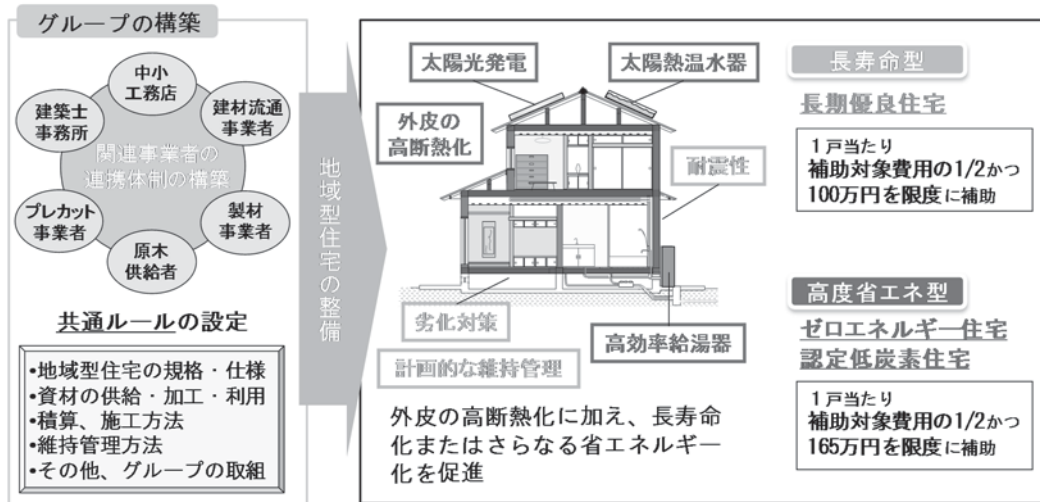 グループの構築
中小
工務店
建築士
事務所
建材流通
事業者
関連事業者の
連携体制の構築
プレカット
事業者
製材
事業者
原木
供給者
共通ルールの設定
•地域型住宅の規格・仕様
•資材の供給・加工・利用
•積算、施工方法
•維持管理方法
•その他、グループの取組
地域型住宅の整備
太陽光発電
太陽熱温水器
外皮の
高断熱化
耐震性
劣化対策
高効率給湯器
計画的な維持管理
外皮の高断熱化に加え、長寿命
化またはさらなる省エネルギー
化を促進
長寿命型
長期優良住宅
1戸当たり
補助対象費用の1/2かつ
100万円を限度に補助
高度省エネ型
ゼロエネルギー住宅
認定低炭素住宅
1戸当たり
補助対象費用の1/2かつ
165万円を限度に補助